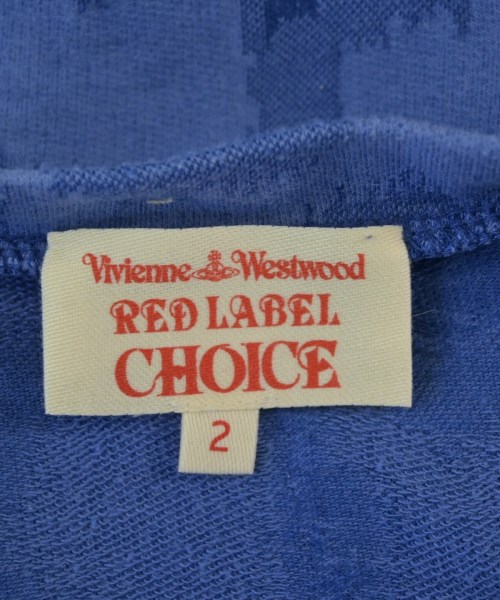 Vivienne Westwood
RED LABEL
CHOICE
2